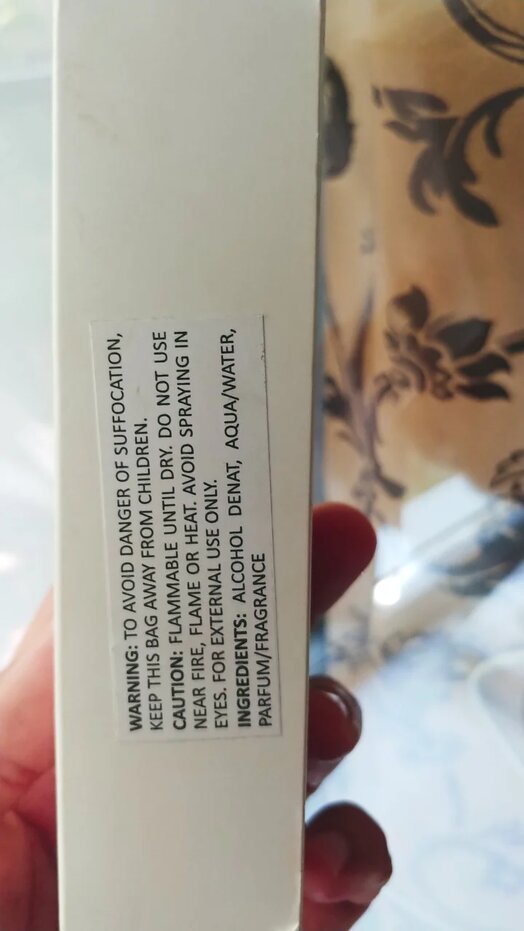 WARNING: TO AVOID DANGER OF SUFFOCATION,
KEEP THIS BAG AWAY FROM CHILDREN.
CAUTION: FLAMMABLE UNTIL DRY. DO NOT USE
NEAR FIRE, FLAME OR HEAT. AVOID SPRAYING IN
EYES. FOR EXTERNAL USE ONLY.
INGREDIENTS: ALCOHOL DENAT, AQUA/WATER,
PARFUM/FRAGRANCE